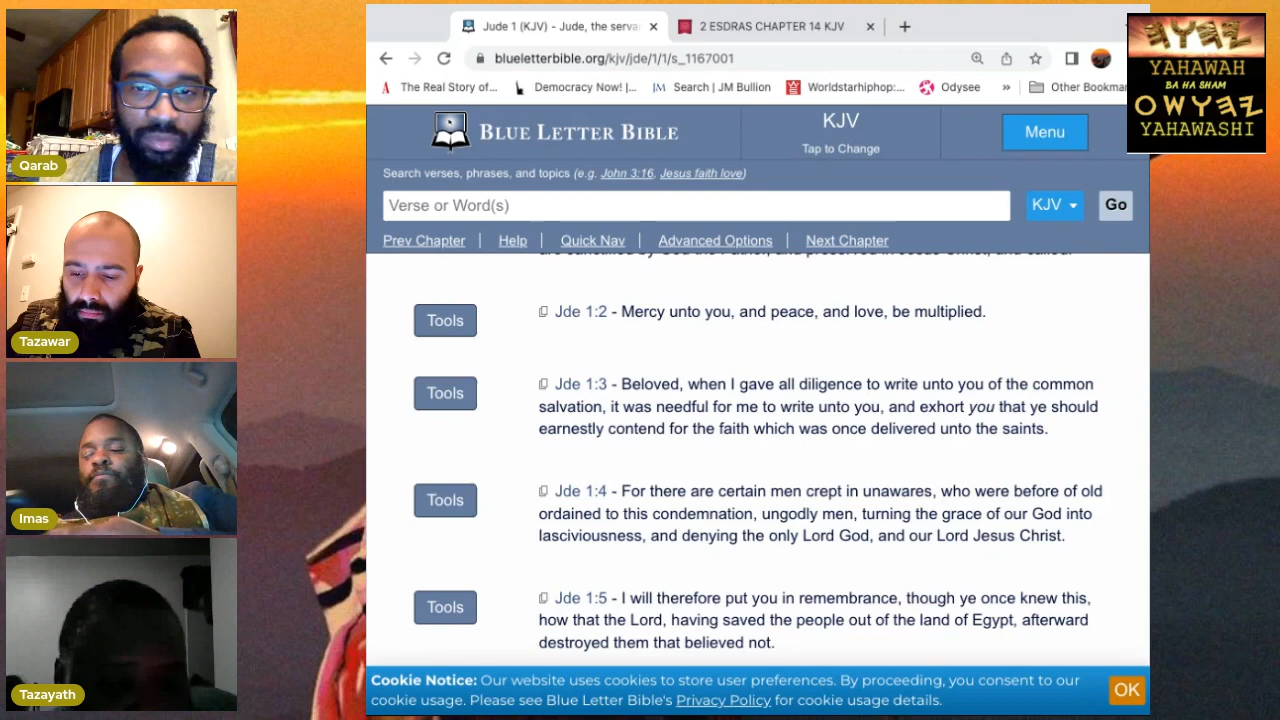 Qarab
Tazawar
Imas
Tazayath
Jude 1 (KJV) - Jude, the serva
2 ESDRAS CHAPTER 14 KJV
blueletterbible.org/kjv/jde/1/1/s_1167001
The Real Story of...
Democracy Now! |...
Search | JM Bullion
Worldstarhiphop:...
Odysee
»
Other Bookmar
BLUE LETTER BIBLE
KJV
Tap to Change
Menu
Search verses, phrases, and topics (e.g. John 3:16, Jesus faith love)
Verse or Word(s)
KJV
Go
Prev Chapter | Help | Quick Nav | Advanced Options | Next Chapter
Tools
Jde 1:2 - Mercy unto you, and peace, and love, be multiplied.
Tools
Jde 1:3 - Beloved, when I gave all diligence to write unto you of the common
salvation, it was needful for me to write unto you, and exhort you that ye should
earnestly contend for the faith which was once delivered unto the saints.
Tools
Jde 1:4 - For there are certain men crept in unawares, who were before of old
ordained to this condemnation, ungodly men, turning the grace of our God into
lasciviousness, and denying the only Lord God, and our Lord Jesus Christ.
Tools
Jde 1:5 - I will therefore put you in remembrance, though ye once knew this,
how that the Lord, having saved the people out of the land of Egypt, afterward
destroyed them that believed not.
Cookie Notice: Our website uses cookies to store user preferences. By proceeding, you consent to our
cookie usage. Please see Blue Letter Bible's Privacy Policy for cookie usage details.
OK
YAHAWAH
BA HA SHAM
YAHAWASHI